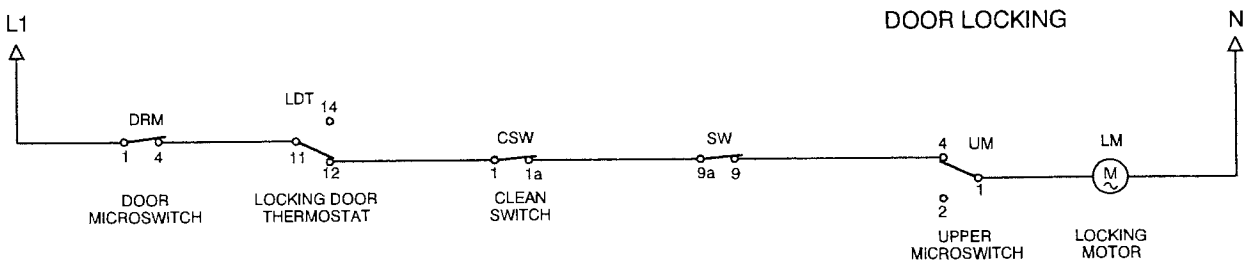 L1
DOOR LOCKING
N
DRM
1 4
DOOR
MICROSWITCH
LDT 14
11
12
LOCKING DOOR
THERMOSTAT
CSW
1 1a
CLEAN
SWITCH
SW
9a 9
4 UM
1
2
UPPER
MICROSWITCH
LM
M
LOCKING
MOTOR